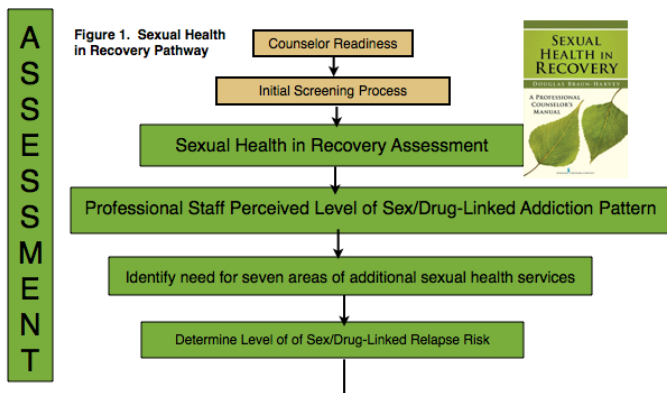 ASSESSMENT
Figure 1. Sexual Health
in Recovery Pathway
Counselor Readiness
Initial Screening Process
Sexual Health in Recovery Assessment
Professional Staff Perceived Level of Sex/Drug-Linked Addiction Pattern
Identify need for seven areas of additional sexual health services
Determine Level of of Sex/Drug-Linked Relapse Risk
SEXUAL
HEALTH IN
RECOVERY
DOUGLAS BRAUN-HARVEY
A PROFESSIONAL
COUNSELOR'S
MANUAL